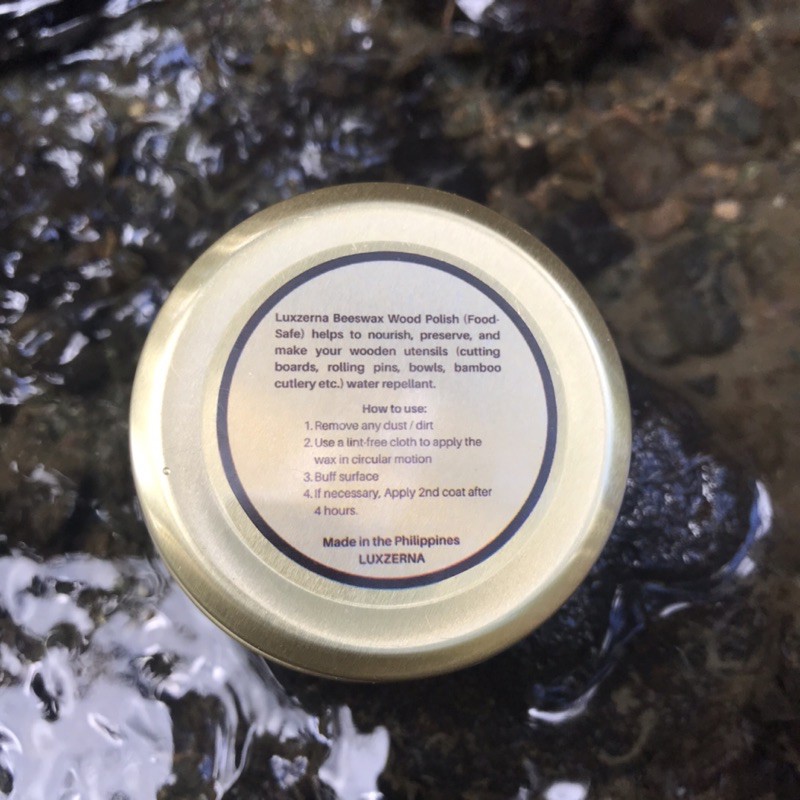 Luxzerna Beeswax Wood Polish (Food-
Safe) helps to nourish, preserve, and
make your wooden utensils (cutting
boards, rolling pins, bowls, bamboo
cutlery etc.) water repellant.
How to use:
1. Remove any dust / dirt
2. Use a lint-free cloth to apply the
wax in circular motion
3. Buff surface
4. If necessary, Apply 2nd coat after
4 hours.
Made in the Philippines
LUXZERNA